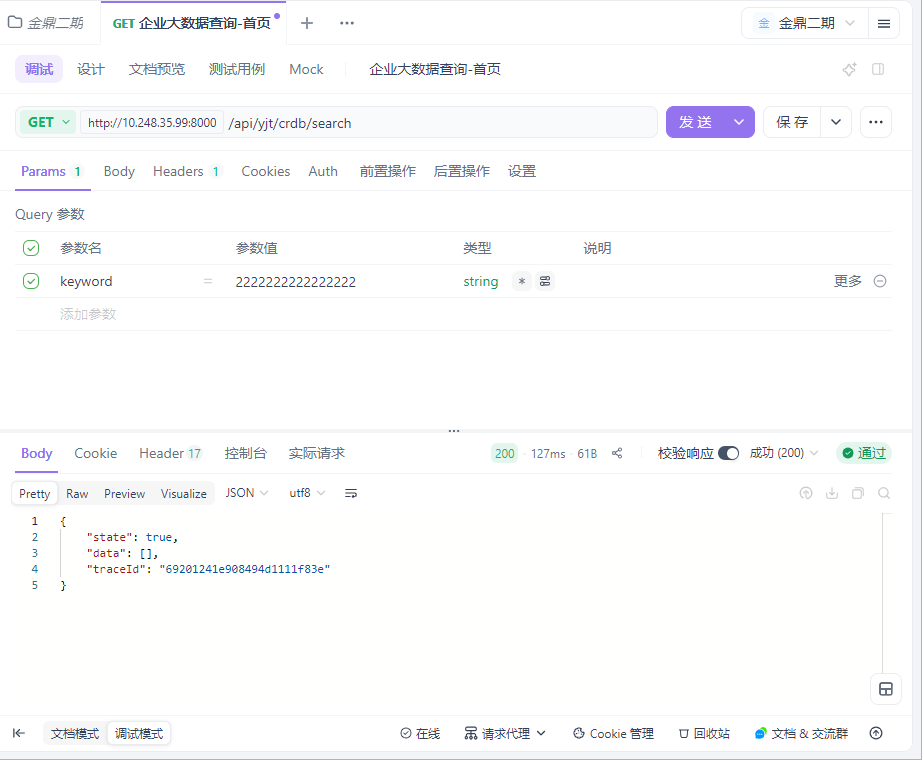 金鼎二期 GET 企业大数据查询-首页 金 金鼎二期
调试 设计 文档预览 测试用例 Mock 企业大数据查询-首页
GET http://10.248.35.99:8000 /api/yjt/crdb/search 发 送 保 存
Params 1 Body Headers 1 Cookies Auth 前置操作 后置操作 设置
Query 参数
参数名 参数值 类型 说明
keyword = 2222222222222222 string * 更多
添加参数
Body Cookie Header 17 控制台 实际请求 200 · 127ms · 61B 校验响应 成功 (200) 通过
Pretty Raw Preview Visualize JSON utf8
1 {
2 "state": true,
3 "data": [],
4 "traceId": "69201241e908494d1111f83e"
5 }
文档模式 调试模式 在线 请求代理 Cookie 管理 回收站 文档 & 交流群